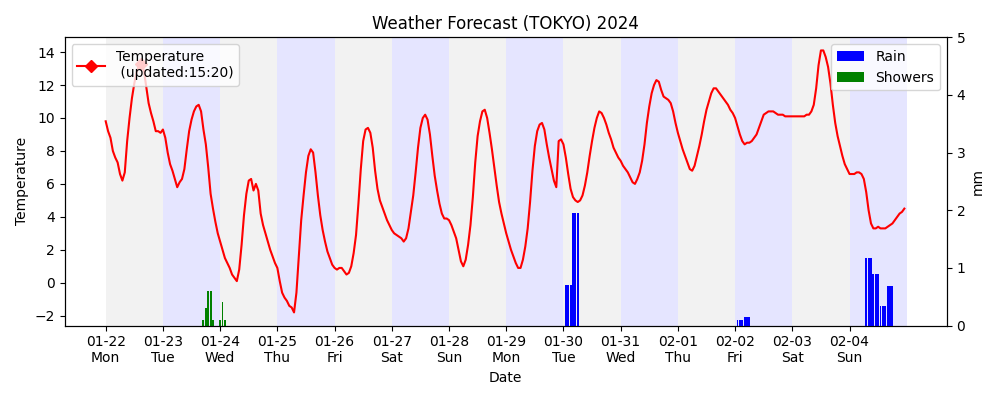 Weather Forecast (TOKYO) 2024
Temperature
(updated:15:20)
Rain
Showers
14
12
10
8
6
4
2
0
−2
Temperature
5
4
3
2
1
0
mm
01-22 01-23 01-24 01-25 01-26 01-27 01-28 01-29 01-30 01-31 02-01 02-02 02-03 02-04
Mon Tue Wed Thu Fri Sat Sun Mon Tue Wed Thu Fri Sat Sun
Date